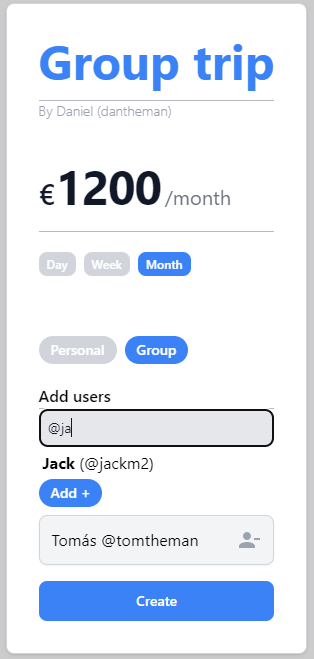 Group trip
By Daniel (dantheman)
€1200/month
Day Week Month
Personal Group
Add users
@ja
Jack (@jackm2)
Add +
Tomás @tomtheman
Create